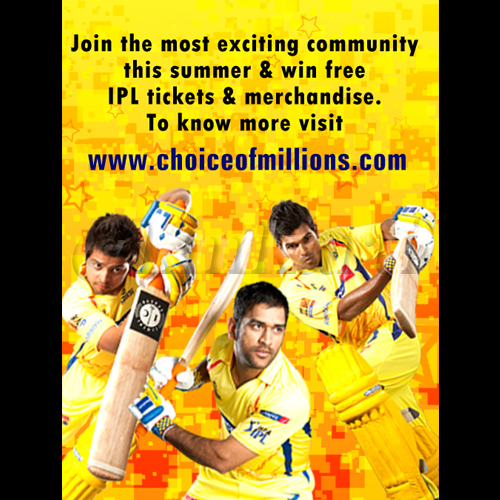 Join the most exciting community
this summer & win free
IPL tickets & merchandise.
To know more visit
www.choiceofmillions.com
IPL